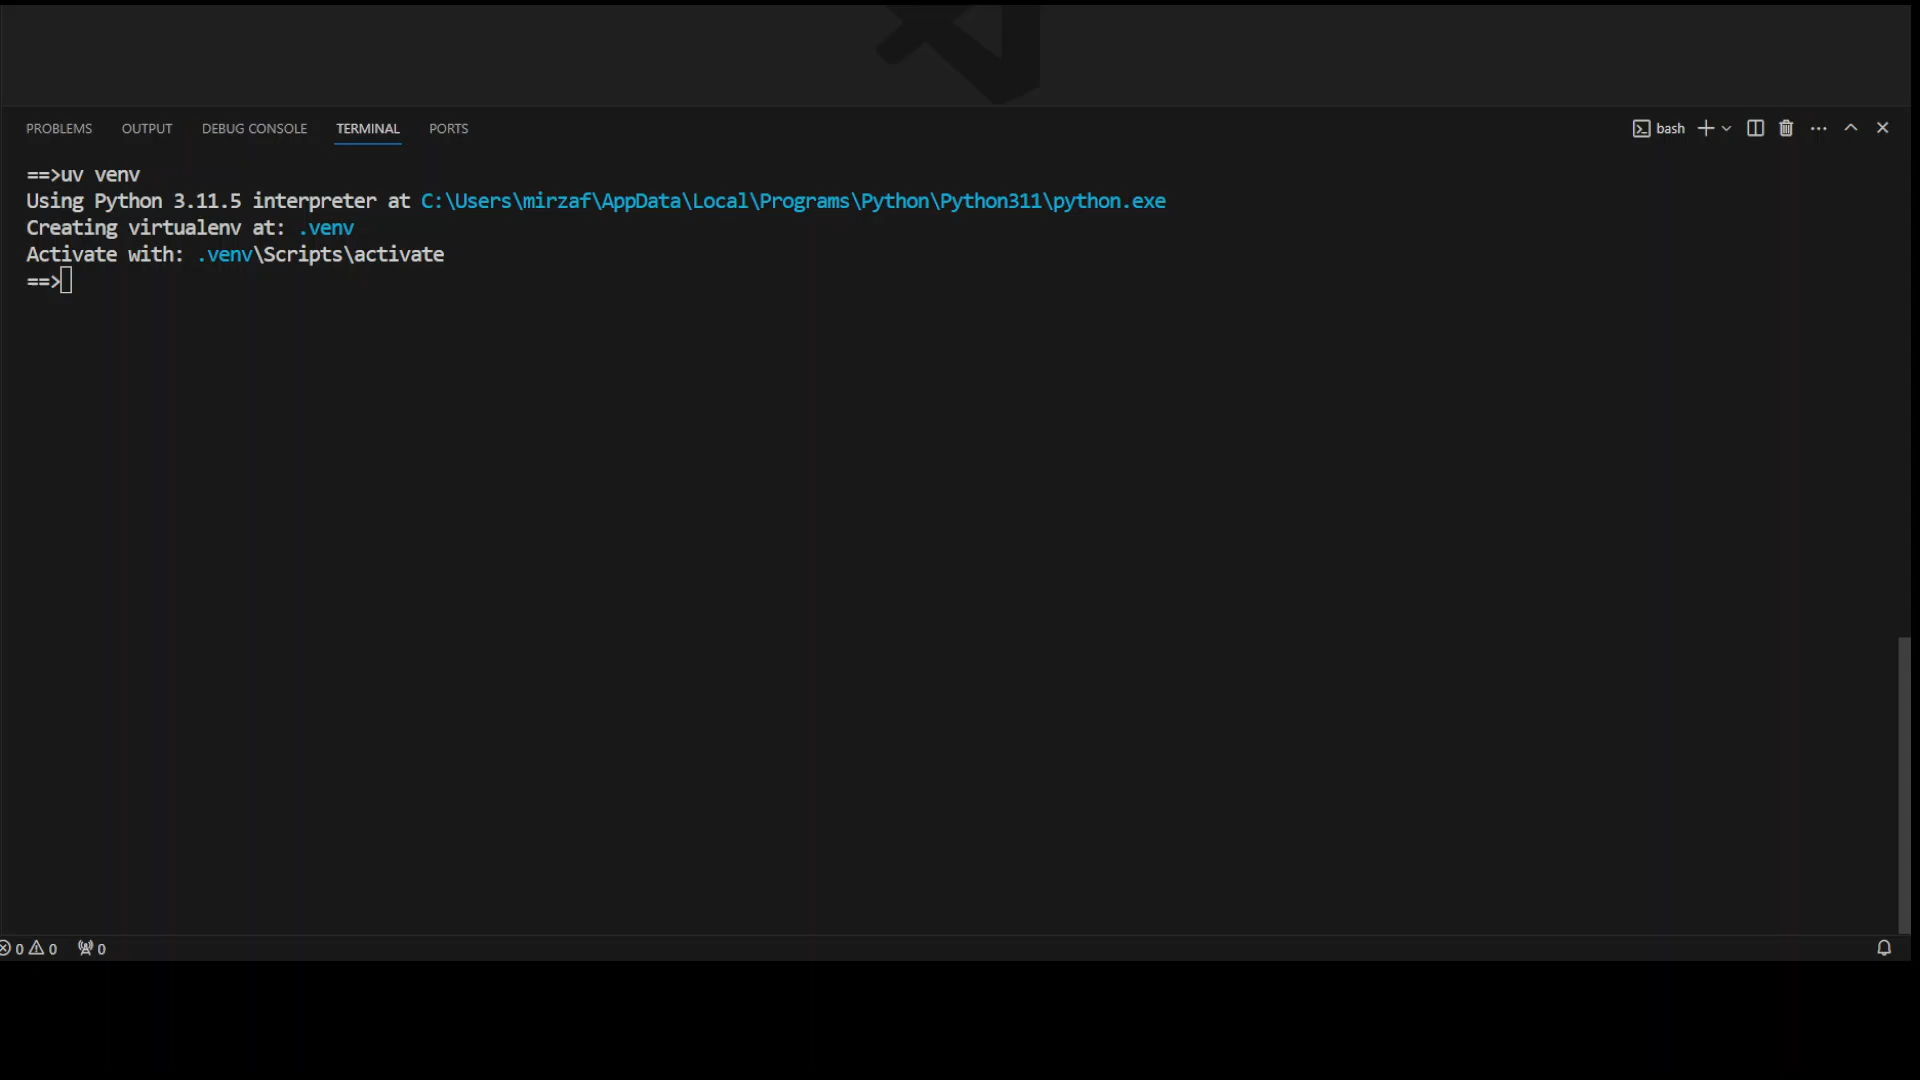 PROBLEMS OUTPUT DEBUG CONSOLE TERMINAL PORTS bash
==>uv venv
Using Python 3.11.5 interpreter at C:\Users\mirzaf\AppData\Local\Programs\Python\Python311\python.exe
Creating virtualenv at: .venv
Activate with: .venv\Scripts\activate
==>
0 0 0